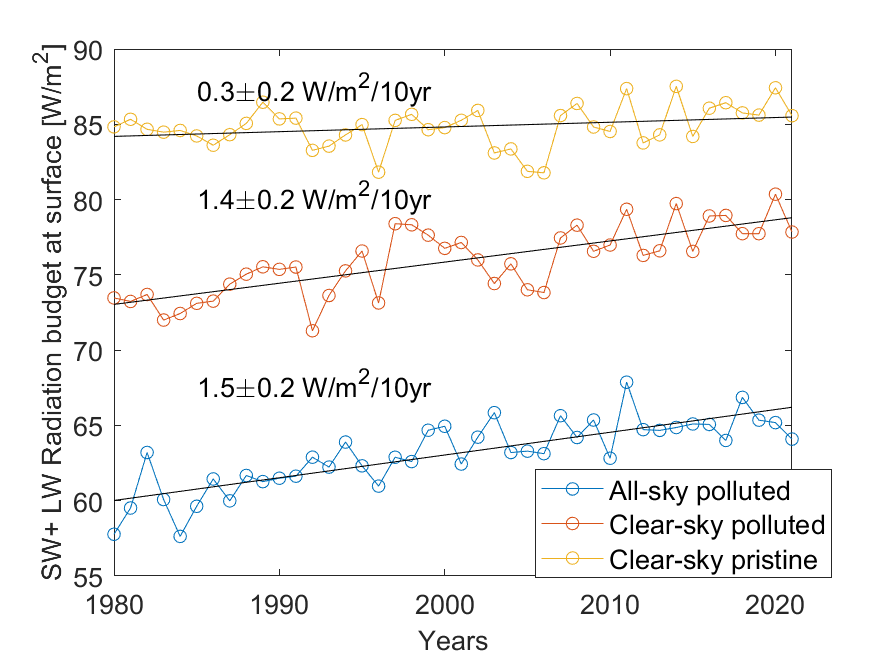 SW+ LW Radiation budget at surface [W/m²]
90
85
80
75
70
65
60
55
0.3±0.2 W/m²/10yr
1.4±0.2 W/m²/10yr
1.5±0.2 W/m²/10yr
All-sky polluted
Clear-sky polluted
Clear-sky pristine
1980 1990 2000 2010 2020
Years